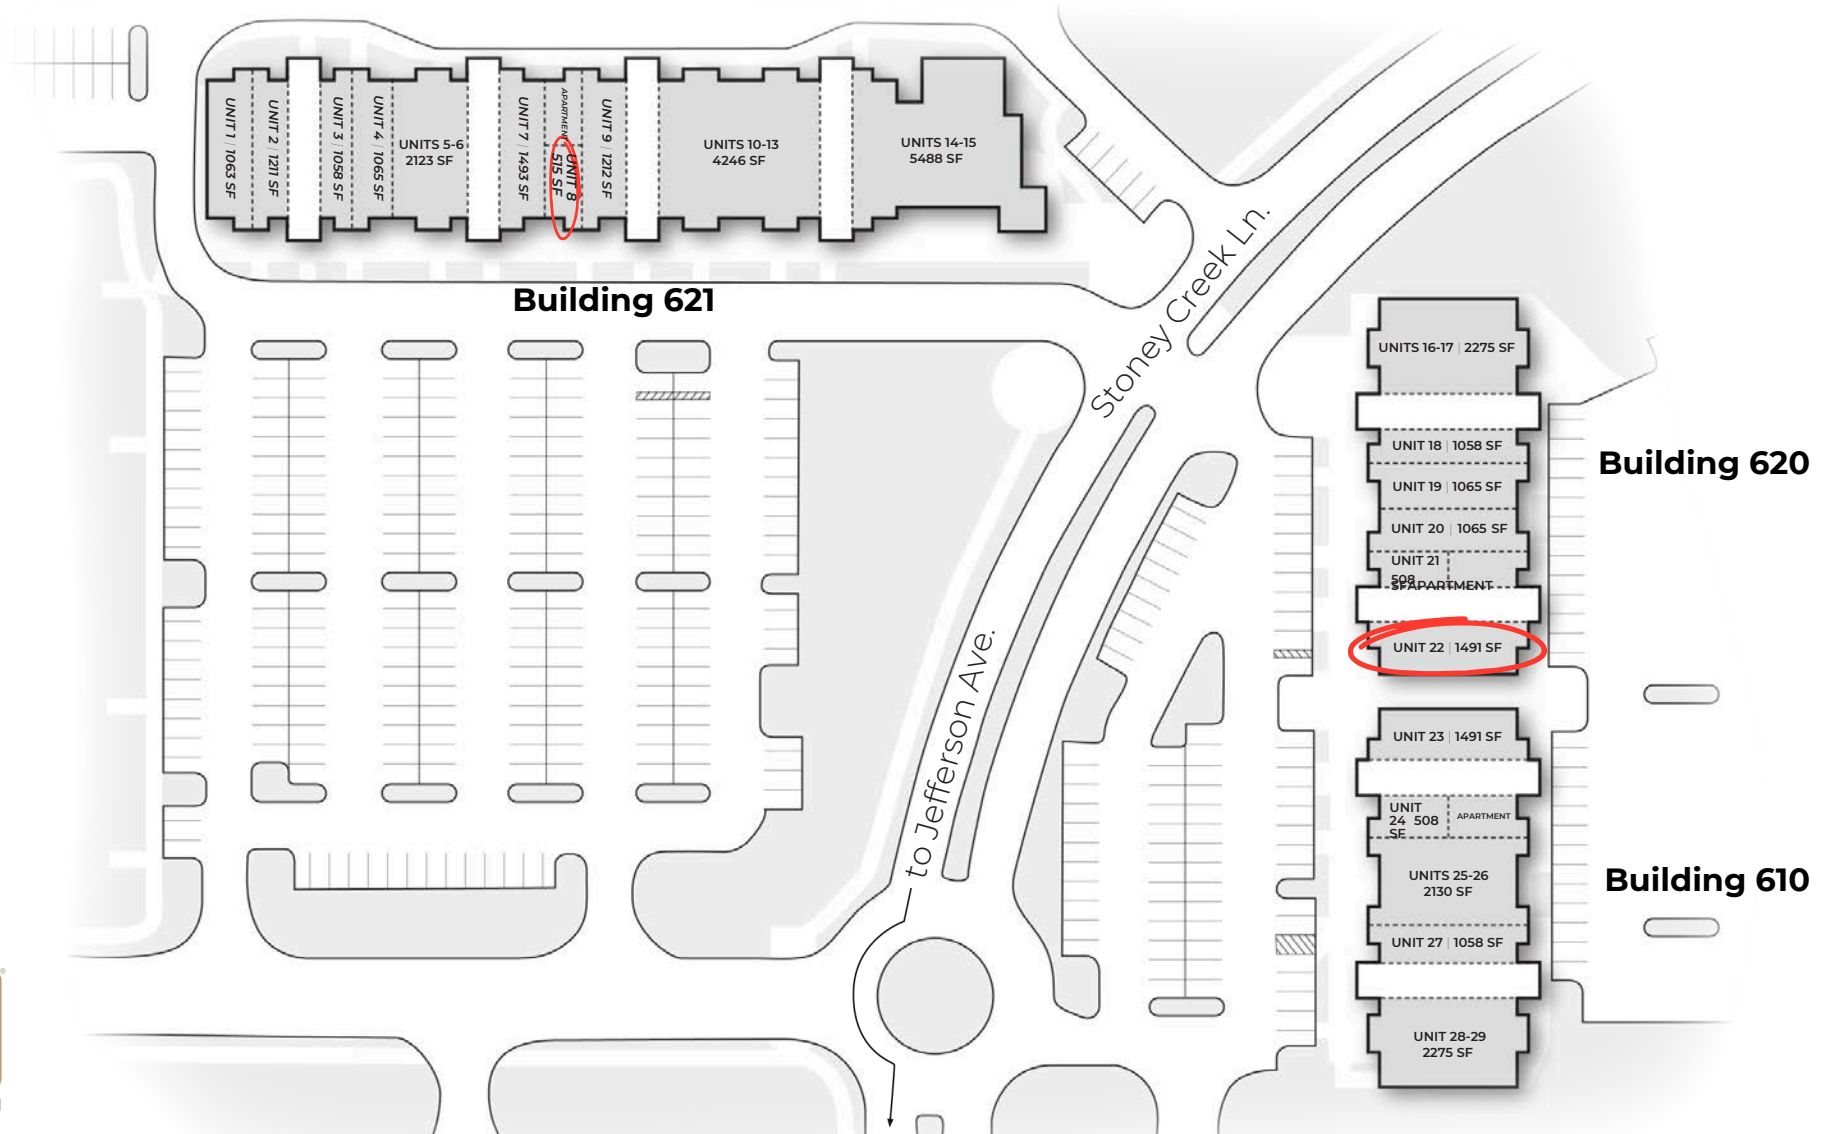 UNIT 1 | 1063 SF
UNIT 2 | 1211 SF
UNIT 3 | 1058 SF
UNIT 4 | 1065 SF
UNITS 5-6
2123 SF
UNIT 7 | 1493 SF
APARTMENT
UNIT 8
515 SF
UNIT 9 | 1212 SF
UNITS 10-13
4246 SF
UNITS 14-15
5488 SF
Building 621
Stoney Creek Ln.
to Jefferson Ave.
UNITS 16-17 | 2275 SF
UNIT 18 | 1058 SF
UNIT 19 | 1065 SF
UNIT 20 | 1065 SF
UNIT 21
508
SF APARTMENT
UNIT 22 | 1491 SF
Building 620
UNIT 23 | 1491 SF
UNIT
24 508
SF
APARTMENT
UNITS 25-26
2130 SF
UNIT 27 | 1058 SF
UNIT 28-29
2275 SF
Building 610
®